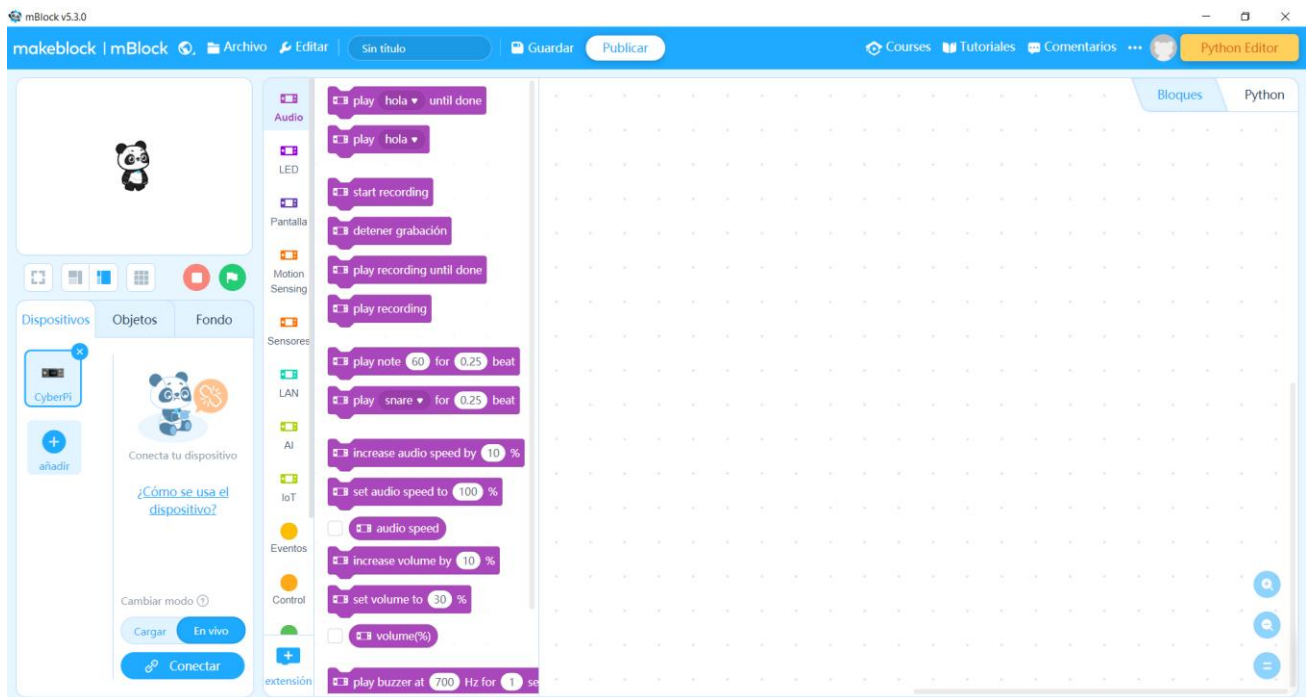 mBlock v5.3.0
makeblock | mBlock Archivo Editar Sin título Guardar Publicar Courses Tutoriales Comentarios ... Python Editor
Dispositivos Objetos Fondo
CyberPi
añadir
Conecta tu dispositivo
¿Cómo se usa el
dispositivo?
Cambiar modo ?
Cargar En vivo
Conectar
Audio
LED
Pantalla
Motion
Sensing
Sensores
LAN
AI
IoT
Eventos
Control
extensión
play hola until done
play hola
start recording
detener grabación
play recording until done
play recording
play note 60 for 0.25 beat
play snare for 0.25 beat
increase audio speed by 10 %
set audio speed to 100 %
audio speed
increase volume by 10 %
set volume to 30 %
volume(%)
play buzzer at 700 Hz for 1 se
Bloques Python